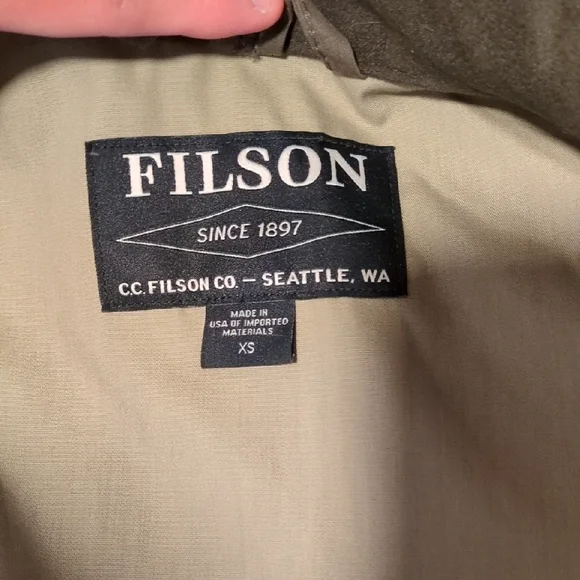 FILSON
SINCE 1897
C.C. FILSON CO. – SEATTLE, WA
MADE IN
USA OF IMPORTED
MATERIALS
XS